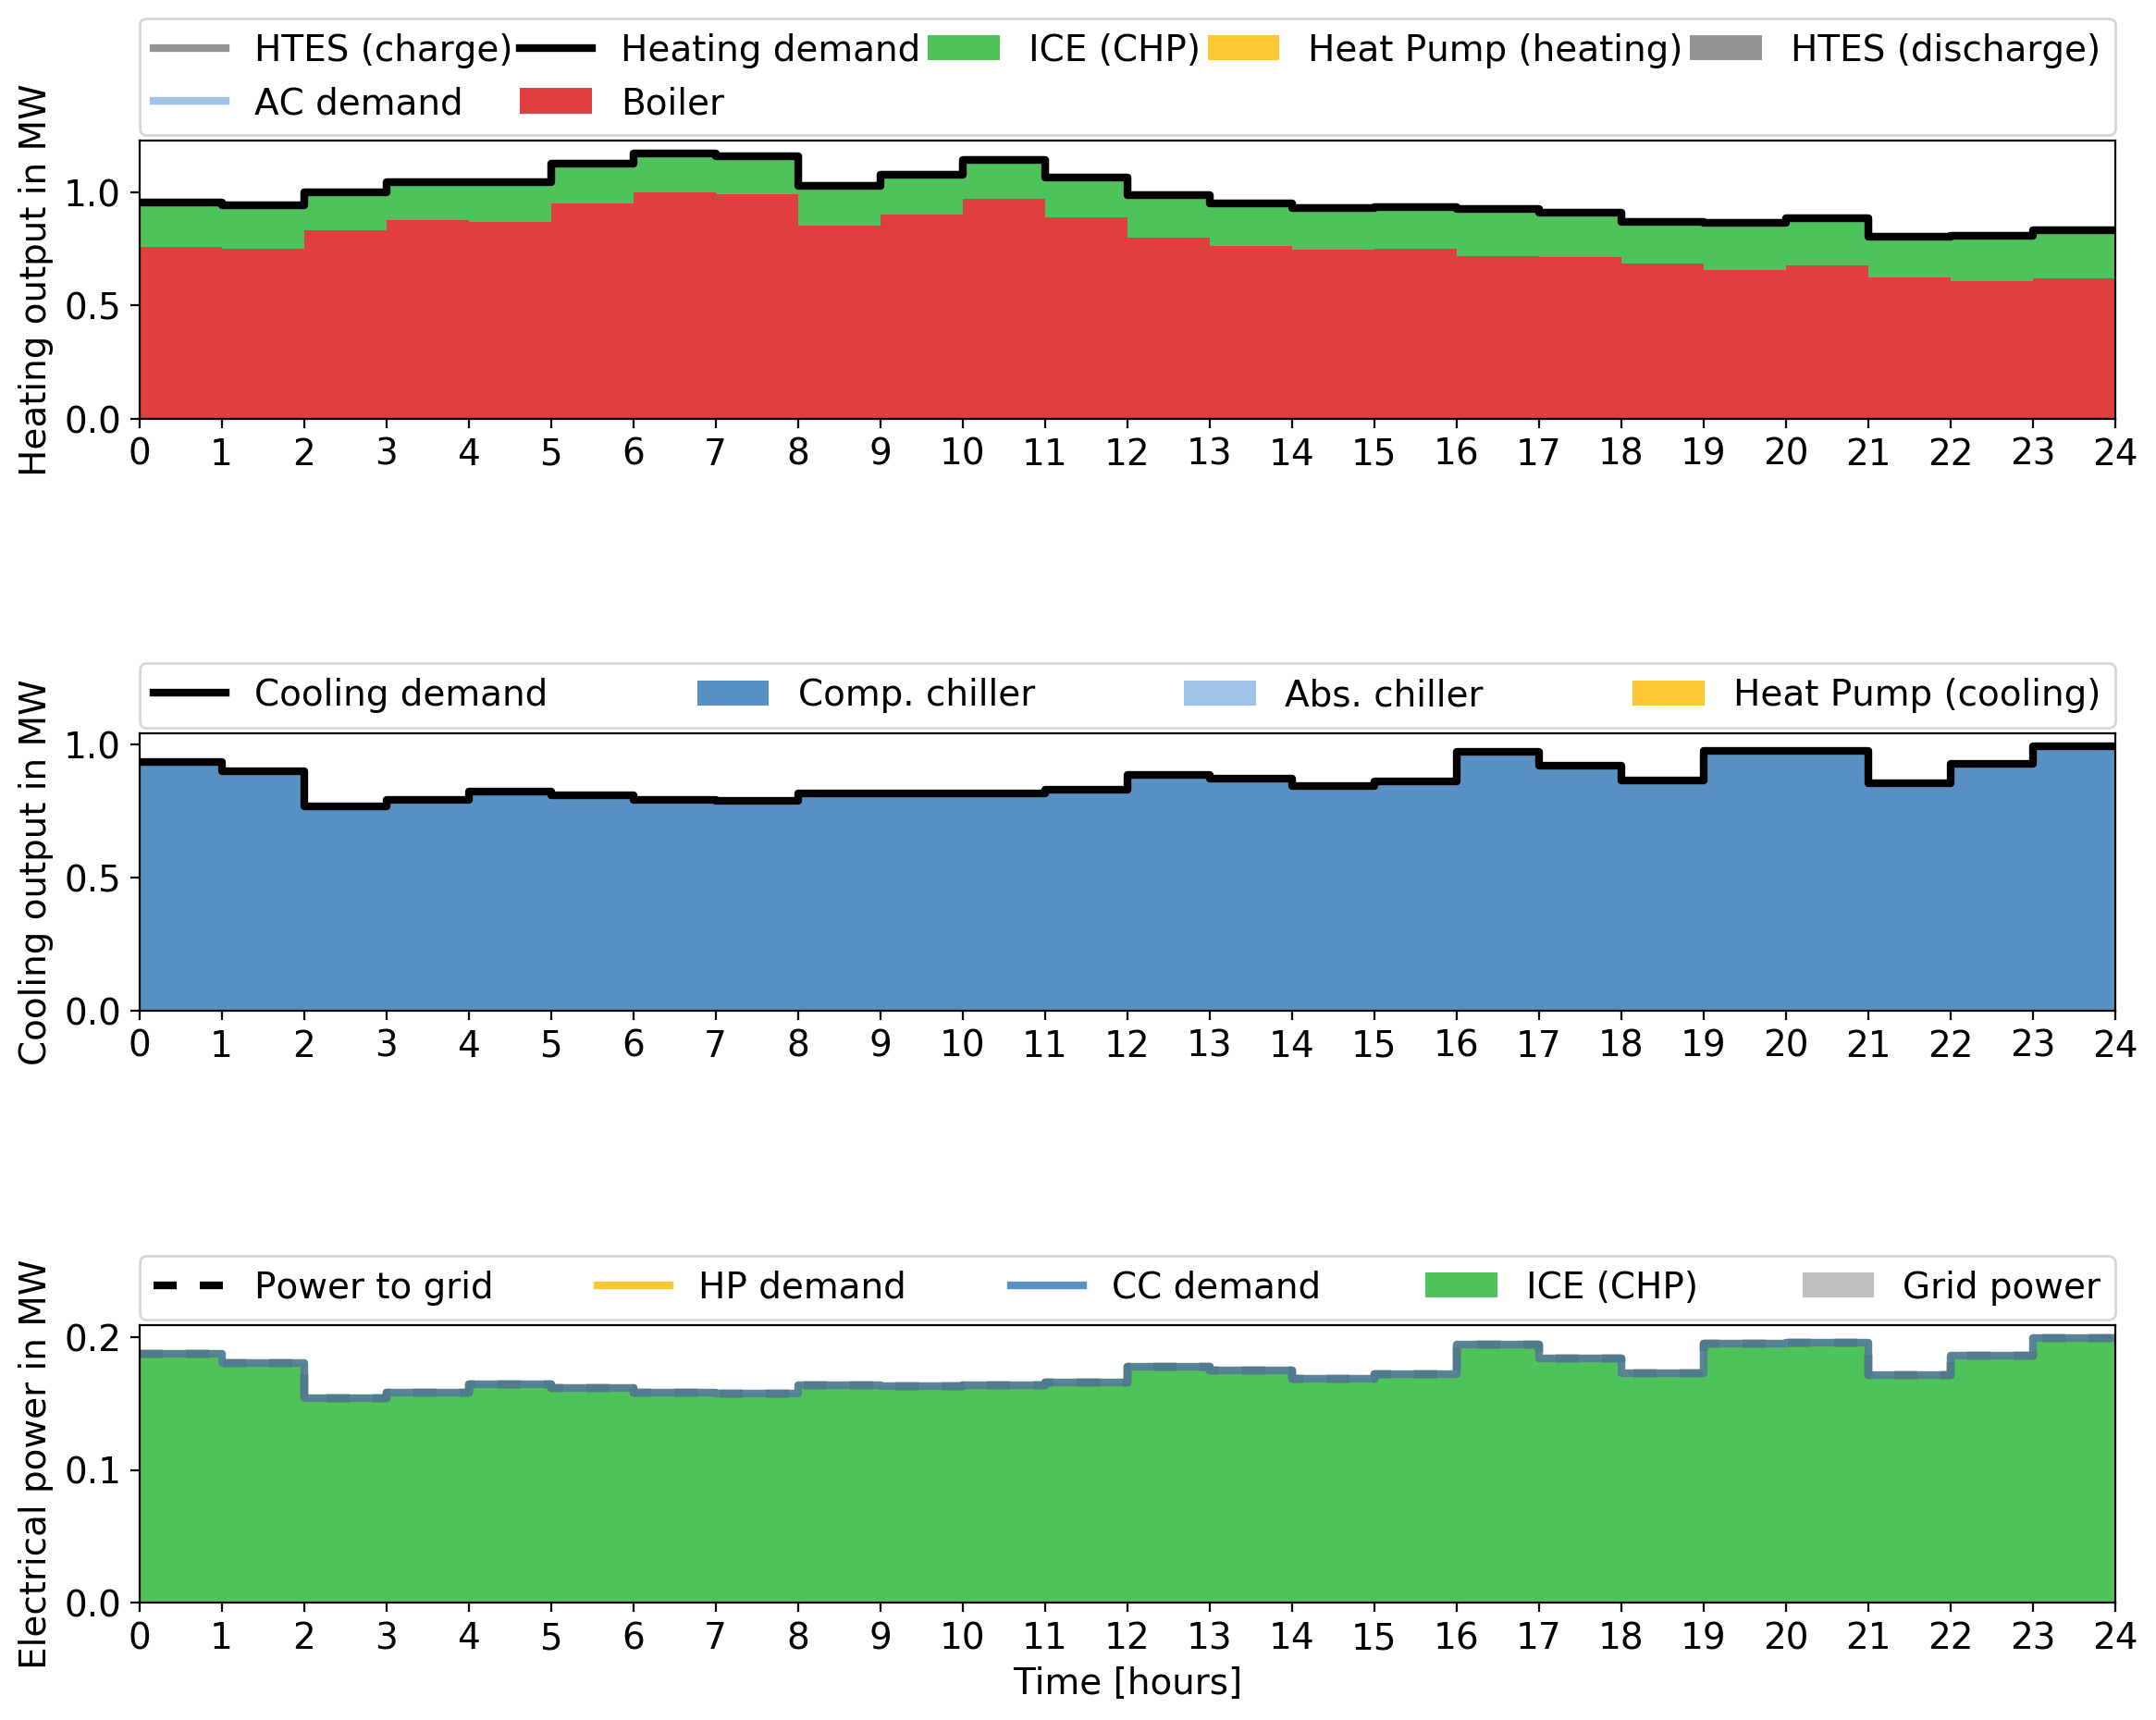 HTES (charge) Heating demand ICE (CHP) Heat Pump (heating) HTES (discharge)
AC demand Boiler
Heating output in MW
1.0
0.5
0.0
0 1 2 3 4 5 6 7 8 9 10 11 12 13 14 15 16 17 18 19 20 21 22 23 24
Cooling demand Comp. chiller Abs. chiller Heat Pump (cooling)
Cooling output in MW
1.0
0.5
0.0
0 1 2 3 4 5 6 7 8 9 10 11 12 13 14 15 16 17 18 19 20 21 22 23 24
Power to grid HP demand CC demand ICE (CHP) Grid power
Electrical power in MW
0.2
0.1
0.0
0 1 2 3 4 5 6 7 8 9 10 11 12 13 14 15 16 17 18 19 20 21 22 23 24
Time [hours]